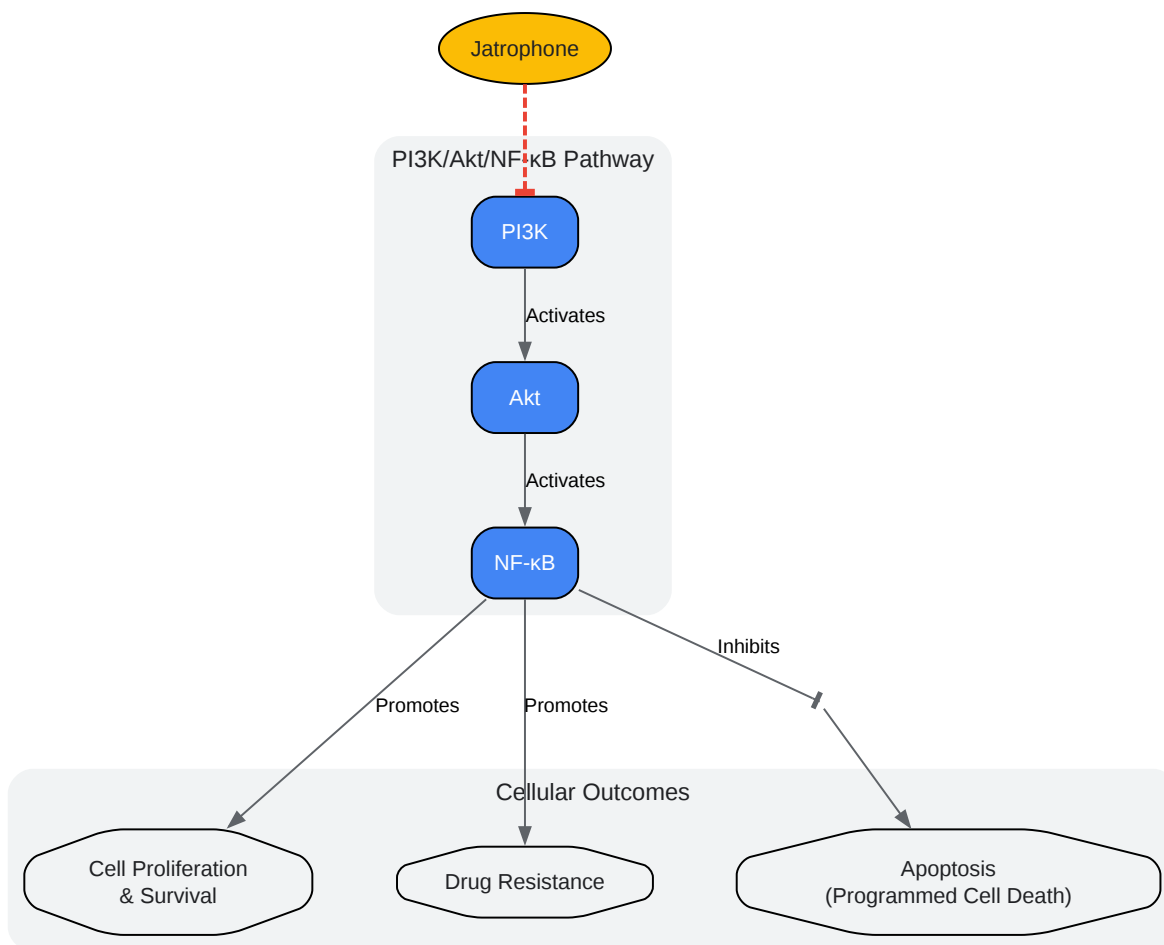 Jatrophone
PI3K/Akt/NF-κB Pathway
PI3K
Activates
Akt
Activates
NF-κB
Inhibits
Promotes
Promotes
Cellular Outcomes
Cell Proliferation
& Survival
Drug Resistance
Apoptosis
(Programmed Cell Death)